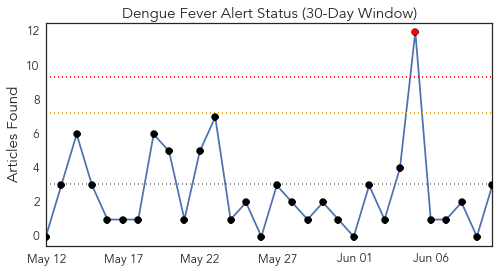 Dengue Fever Alert Status (30-Day Window)
Articles Found
12
10
8
6
4
2
0
May 12 May 17 May 22 May 27 Jun 01 Jun 06